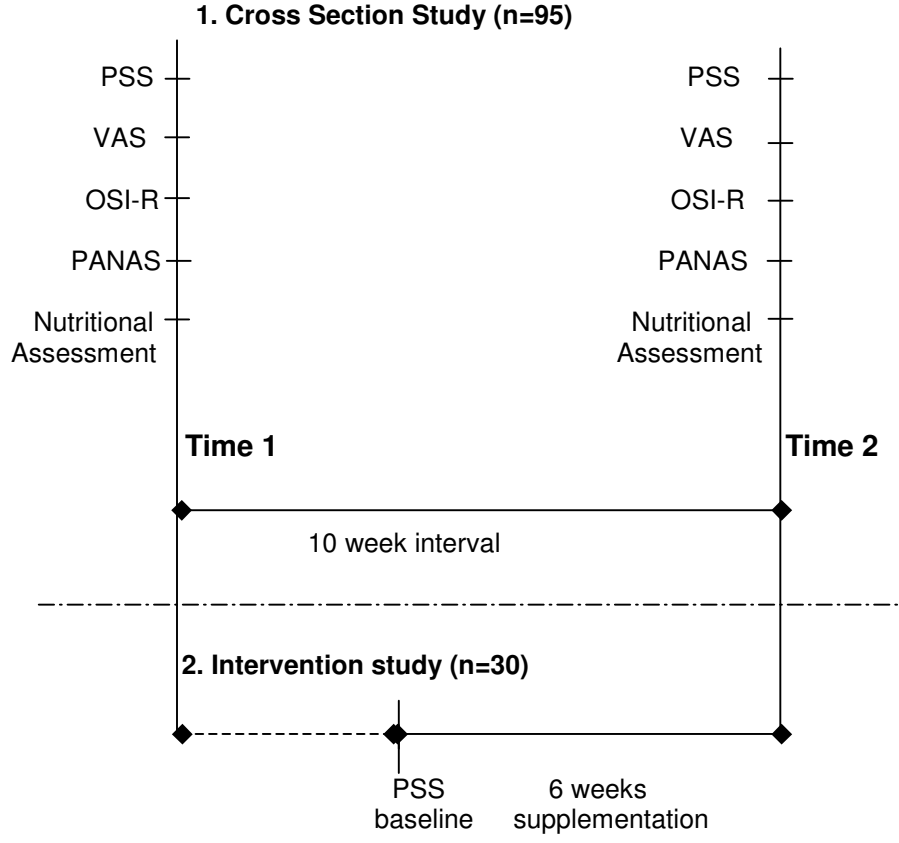 1. Cross Section Study (n=95)
PSS
VAS
OSI-R
PANAS
Nutritional
Assessment
PSS
VAS
OSI-R
PANAS
Nutritional
Assessment
Time 1
Time 2
10 week interval
2. Intervention study (n=30)
PSS
baseline
6 weeks
supplementation